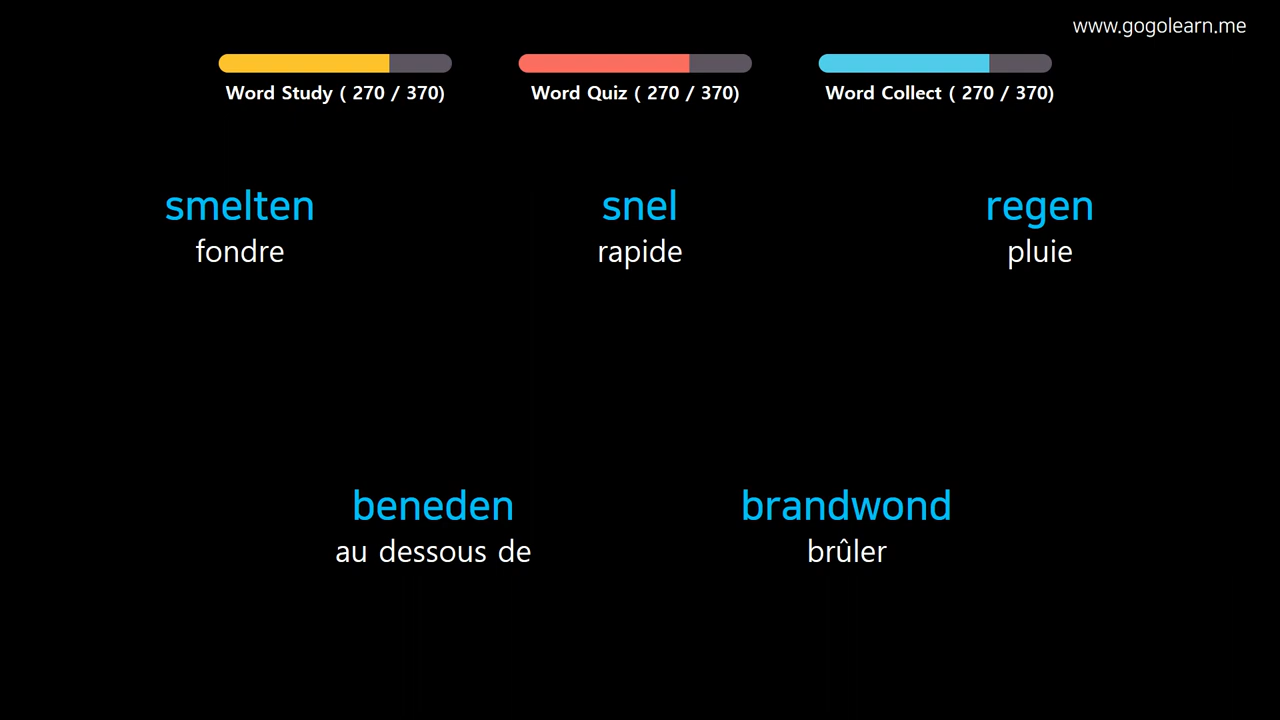 www.gogolearn.me
Word Study ( 270 / 370)
Word Quiz ( 270 / 370)
Word Collect ( 270 / 370)
smelten
fondre
snel
rapide
regen
pluie
beneden
au dessous de
brandwond
brûler